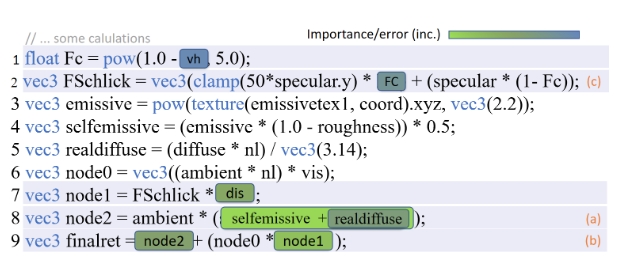 // ... some calulations
Importance/error (inc.)
1 float Fc = pow(1.0 - vh, 5.0);
2 vec3 FSchlick = vec3(clamp(50*specular.y) * FC + (specular * (1- Fc)); (c)
3 vec3 emissive = pow(texture(emissivetex1, coord).xyz, vec3(2.2));
4 vec3 selfemissive = (emissive * (1.0 - roughness)) * 0.5;
5 vec3 realdiffuse = (diffuse * nl) / vec3(3.14);
6 vec3 node0 = vec3((ambient * nl) * vis);
7 vec3 node1 = FSchlick * dis ;
8 vec3 node2 = ambient * ( selfemissive + realdiffuse ); (a)
9 vec3 finalret = node2 + (node0 * node1 ); (b)